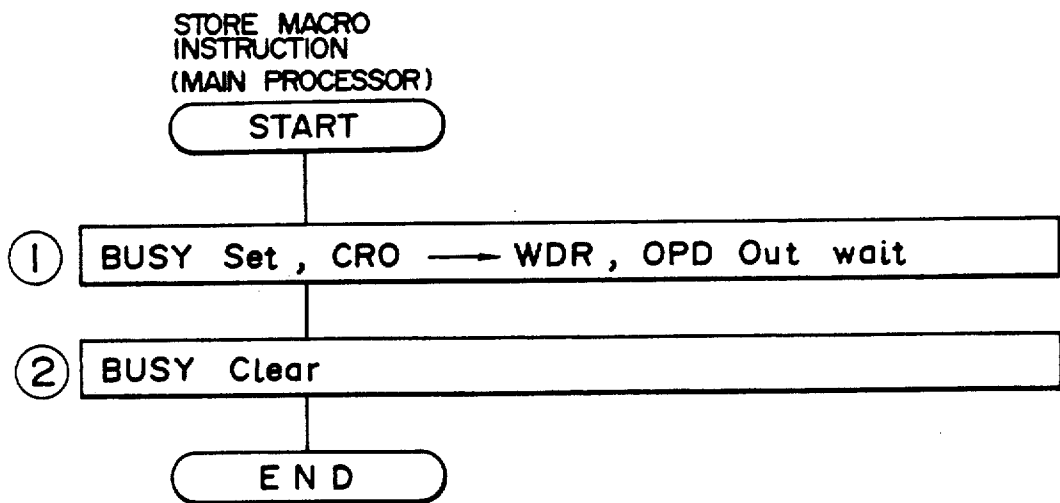 STORE MACRO
INSTRUCTION
(MAIN PROCESSOR)
START
① BUSY Set, CRO → WDR, OPD Out wait
② BUSY Clear
END